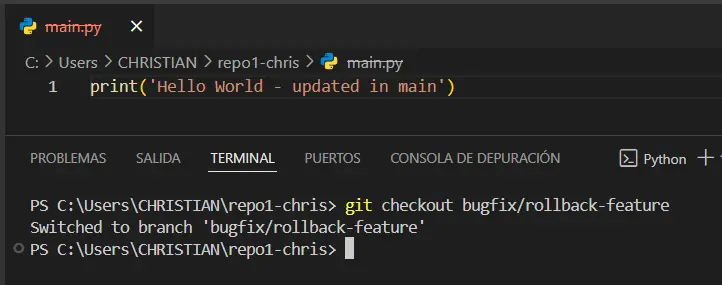 main.py ×
C: > Users > CHRISTIAN > repo1-chris > main.py
1 print('Hello World - updated in main')
PROBLEMAS SALIDA TERMINAL PUERTOS CONSOLA DE DEPURACIÓN Python +
PS C:\Users\CHRISTIAN\repo1-chris> git checkout bugfix/rollback-feature
Switched to branch 'bugfix/rollback-feature'
PS C:\Users\CHRISTIAN\repo1-chris>